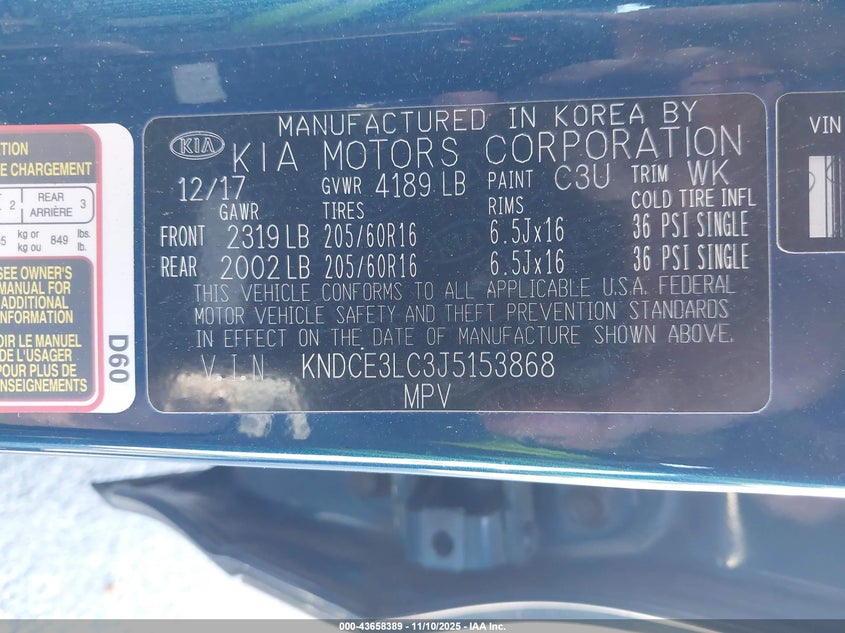 MANUFACTURED IN KOREA BY
KIA KIA MOTORS CORPORATION
12/17 GVWR 4189 LB PAINT C3U TRIM WK
GAWR TIRES RIMS COLD TIRE INFL
FRONT 2319 LB 205/60R16 6.5Jx16 36 PSI SINGLE
REAR 2002 LB 205/60R16 6.5Jx16 36 PSI SINGLE
THIS VEHICLE CONFORMS TO ALL APPLICABLE U.S.A. FEDERAL
MOTOR VEHICLE SAFETY AND THEFT PREVENTION STANDARDS
IN EFFECT ON THE DATE OF MANUFACTURE SHOWN ABOVE.
V.I.N KNDCE3LC3J5153868
MPV
CHARGEMENT
2 REAR ARRIÈRE 3
kg or
kg ou 849 lbs.
lb.
SEE OWNER'S
MANUAL FOR
ADDITIONAL
INFORMATION
LE MANUEL
DE L'USAGER
POUR PLUS DE
D60
VIN
000-43658389 - 11/10/2025 - IAA Inc.